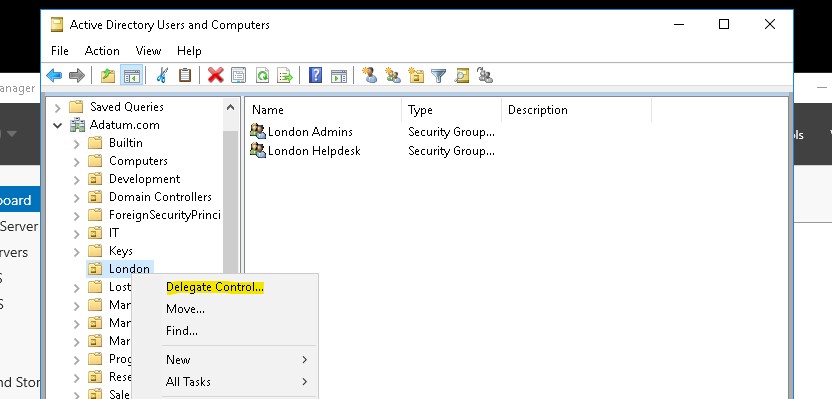 Active Directory Users and Computers
File Action View Help
anager
Saved Queries
Adatum.com
Builtin
Computers
Development
Domain Controllers
ForeignSecurityPrinci
IT
Keys
London
Lost
Mar
Mar
Mar
Prog
Rese
Sale
Name Type Description
London Admins Security Group...
London Helpdesk Security Group...
Delegate Control...
Move...
Find...
New
All Tasks
board
Server
rvers
S
S
nd Stor
ols